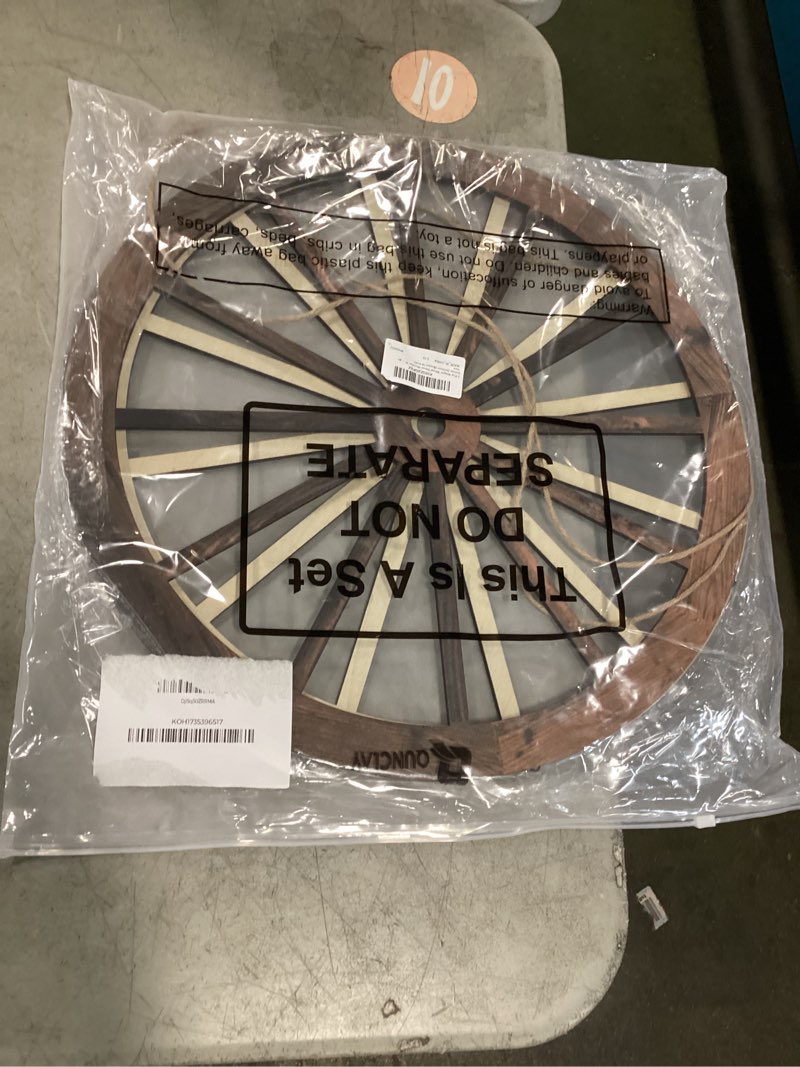 10
Warning:
To avoid danger of suffocation, keep this plastic bag away from
babies and children. Do not use this bag in cribs, beds, carriages,
or playpens. This bag is not a toy.
This Is A Set
DO NOT
SEPARATE
QUNCLAY
KOH1735396517